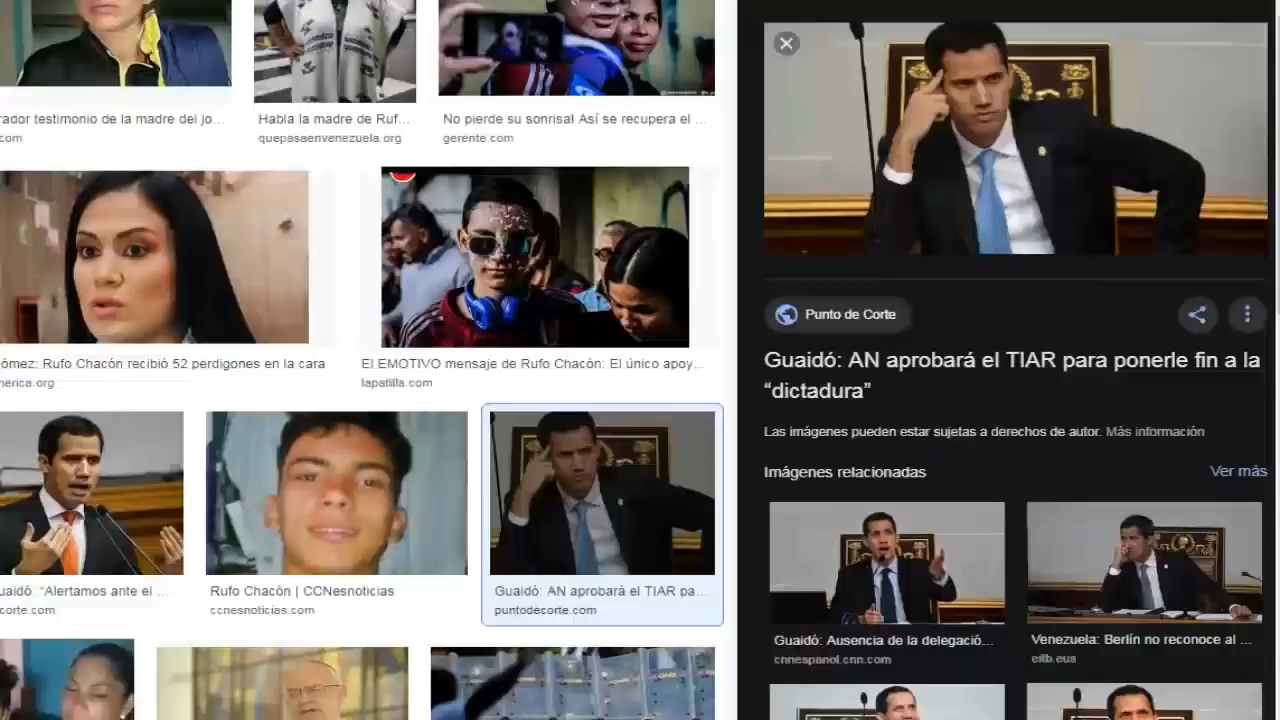 rador testimonio de la madre del jo...
com
Habla la madre de Ruf...
quepasaenvenezuela.org
No pierde su sonrisa! Así se recupera el ...
gerente.com
ómez: Rufo Chacón recibió 52 perdigones en la cara
nerica.org
El EMOTIVO mensaje de Rufo Chacón: El único apoy...
lapatilla.com
uaidó: “Alertamos ante el ...
corte.com
Rufo Chacón | CCNesnoticias
ccnesnoticias.com
Guaidó: AN aprobará el TIAR pa...
puntodecorte.com
Punto de Corte
Guaidó: AN aprobará el TIAR para ponerle fin a la
“dictadura”
Las imágenes pueden estar sujetas a derechos de autor. Más información
Imágenes relacionadas
Ver más
Guaidó: Ausencia de la delegació...
cnnespanol.cnn.com
Venezuela: Berlín no reconoce al ...
eitb.eus